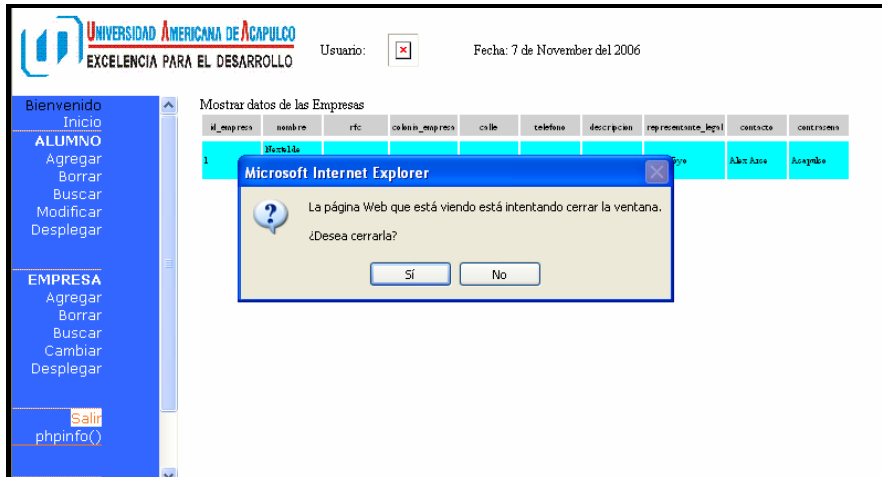 UNIVERSIDAD AMERICANA DE ACAPULCO
EXCELENCIA PARA EL DESARROLLO
Usuario:
Fecha: 7 de November del 2006
Bienvenido
Inicio
ALUMNO
Agregar
Borrar
Buscar
Modificar
Desplegar
EMPRESA
Agregar
Borrar
Buscar
Cambiar
Desplegar
Salir
phpinfo()
Mostrar datos de las Empresas
id_empresa nombre rfc colonia_empresa calle telefono descripcion representante_legal contacto contrasena
1 Alex Arce Acapulco
Microsoft Internet Explorer
La página Web que está viendo está intentando cerrar la ventana.
¿Desea cerrarla?
Sí No